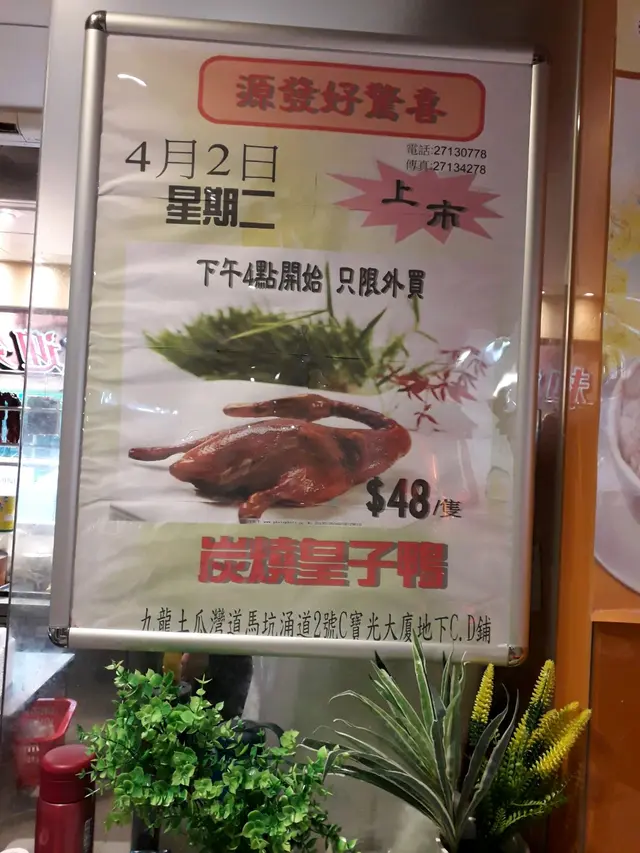 源發好驚喜
4月2日
星期二
電話:27130778
傳真:27134278
上市
下午4點開始 只限外買
$48/隻
炭燒皇子鴨
九龍土瓜灣道馬坑涌道2號C寶光大廈地下C.D鋪